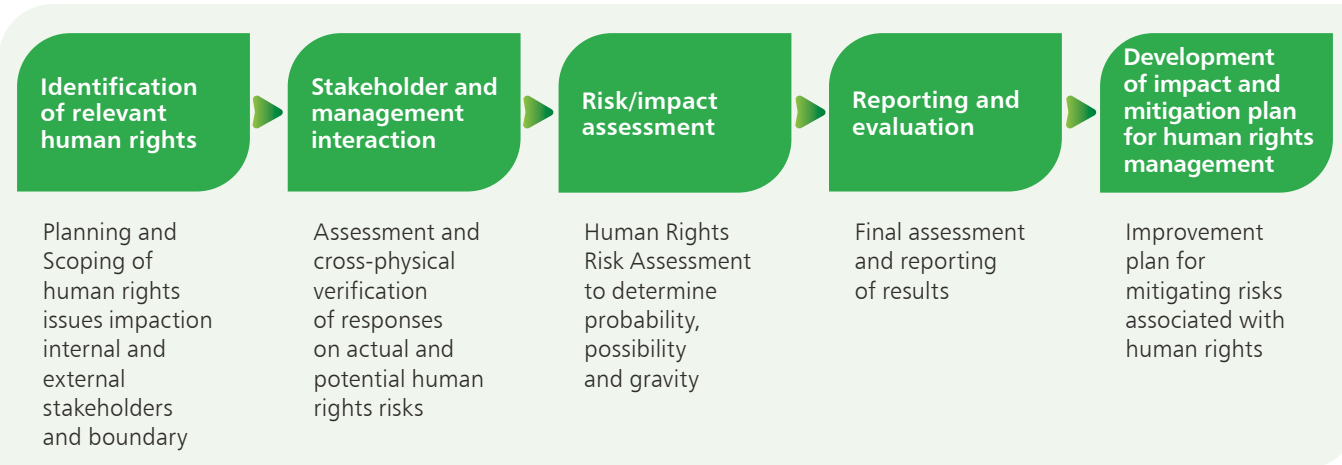 Identification
of relevant
human rights
Planning and
Scoping of
human rights
issues impaction
internal and
external
stakeholders
and boundary
Stakeholder and
management
interaction
Assessment and
cross-physical
verification
of responses
on actual and
potential human
rights risks
Risk/impact
assessment
Human Rights
Risk Assessment
to determine
probability,
possibility
and gravity
Reporting and
evaluation
Final assessment
and reporting
of results
Development
of impact and
mitigation plan
for human rights
management
Improvement
plan for
mitigating risks
associated with
human rights